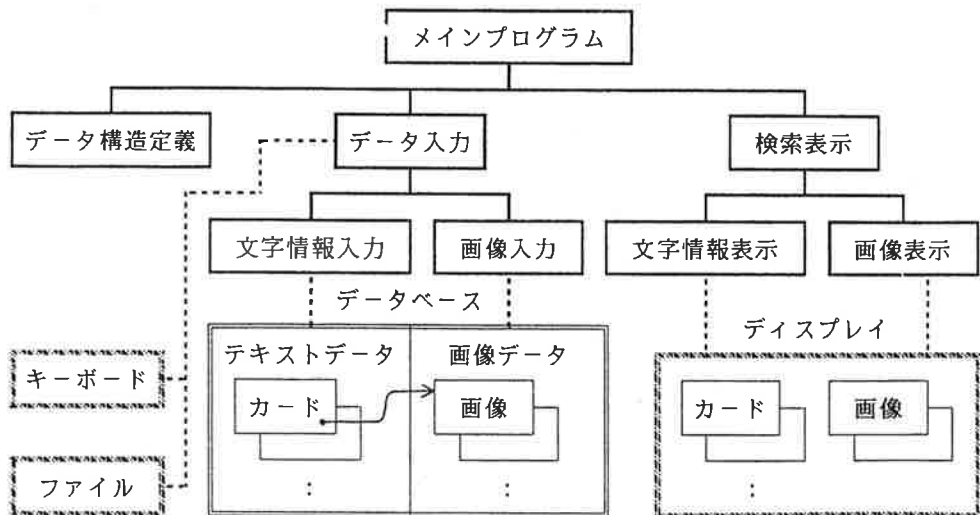 メインプログラム
データ構造定義
データ入力
検索表示
文字情報入力
画像入力
文字情報表示
画像表示
データベース
ディスプレイ
テキストデータ
画像データ
キーボード
カード
画像
カード
画像
ファイル
:
:
: